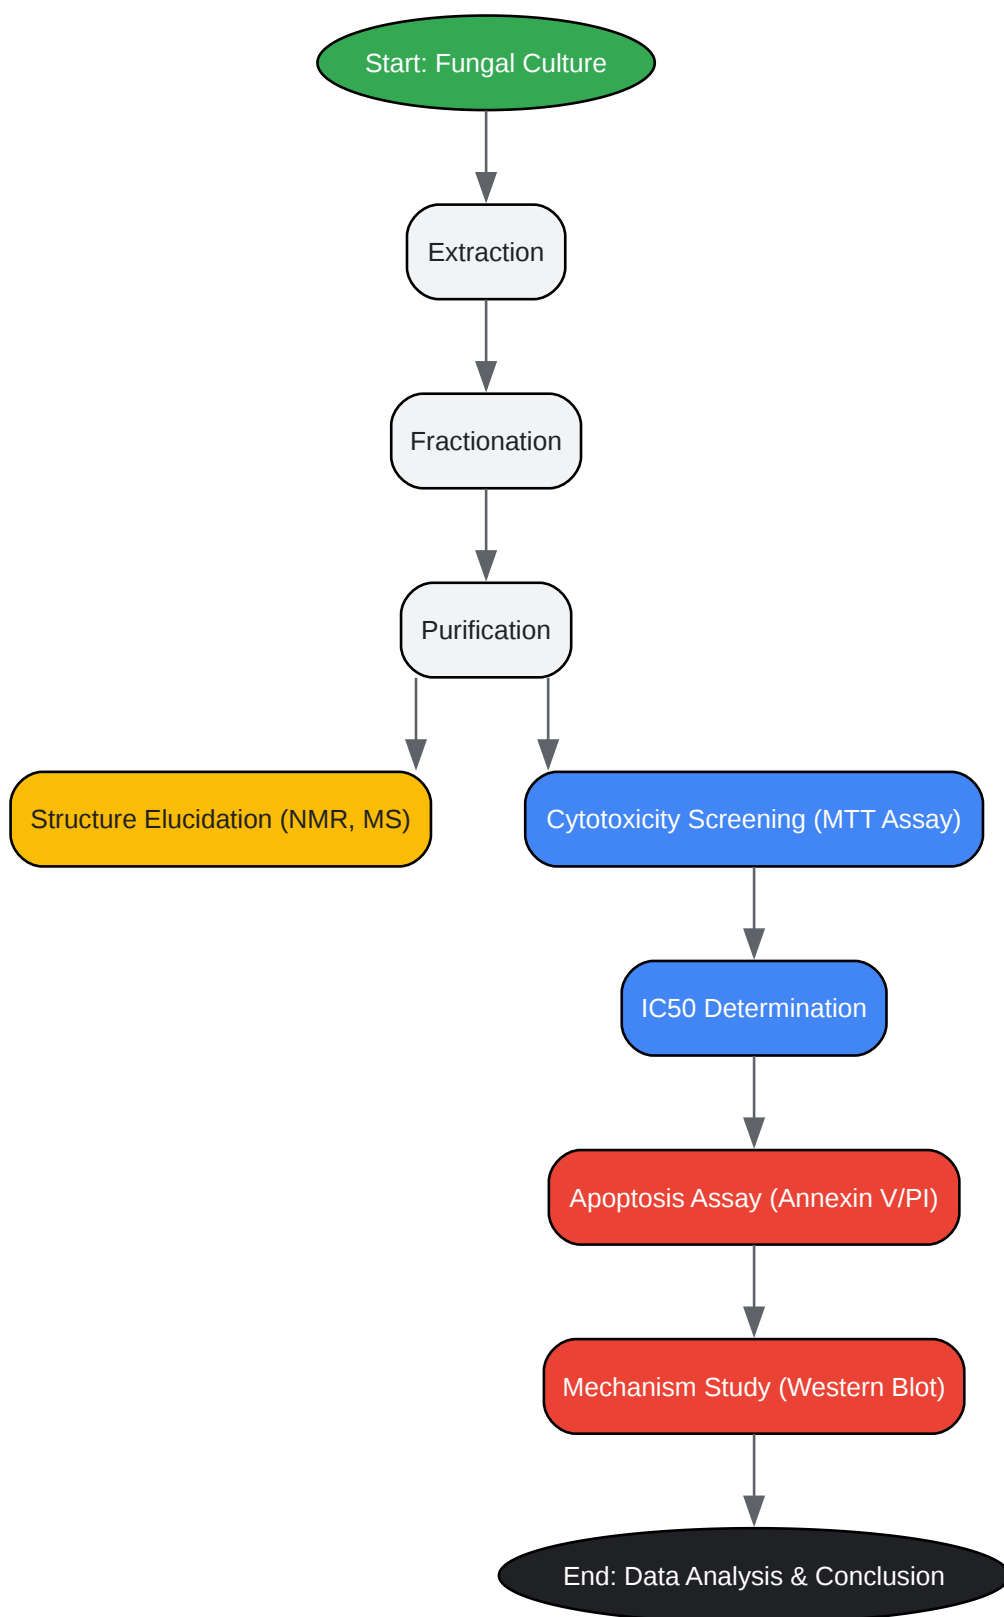 Start: Fungal Culture
Extraction
Fractionation
Purification
Structure Elucidation (NMR, MS)
Cytotoxicity Screening (MTT Assay)
IC50 Determination
Apoptosis Assay (Annexin V/PI)
Mechanism Study (Western Blot)
End: Data Analysis & Conclusion